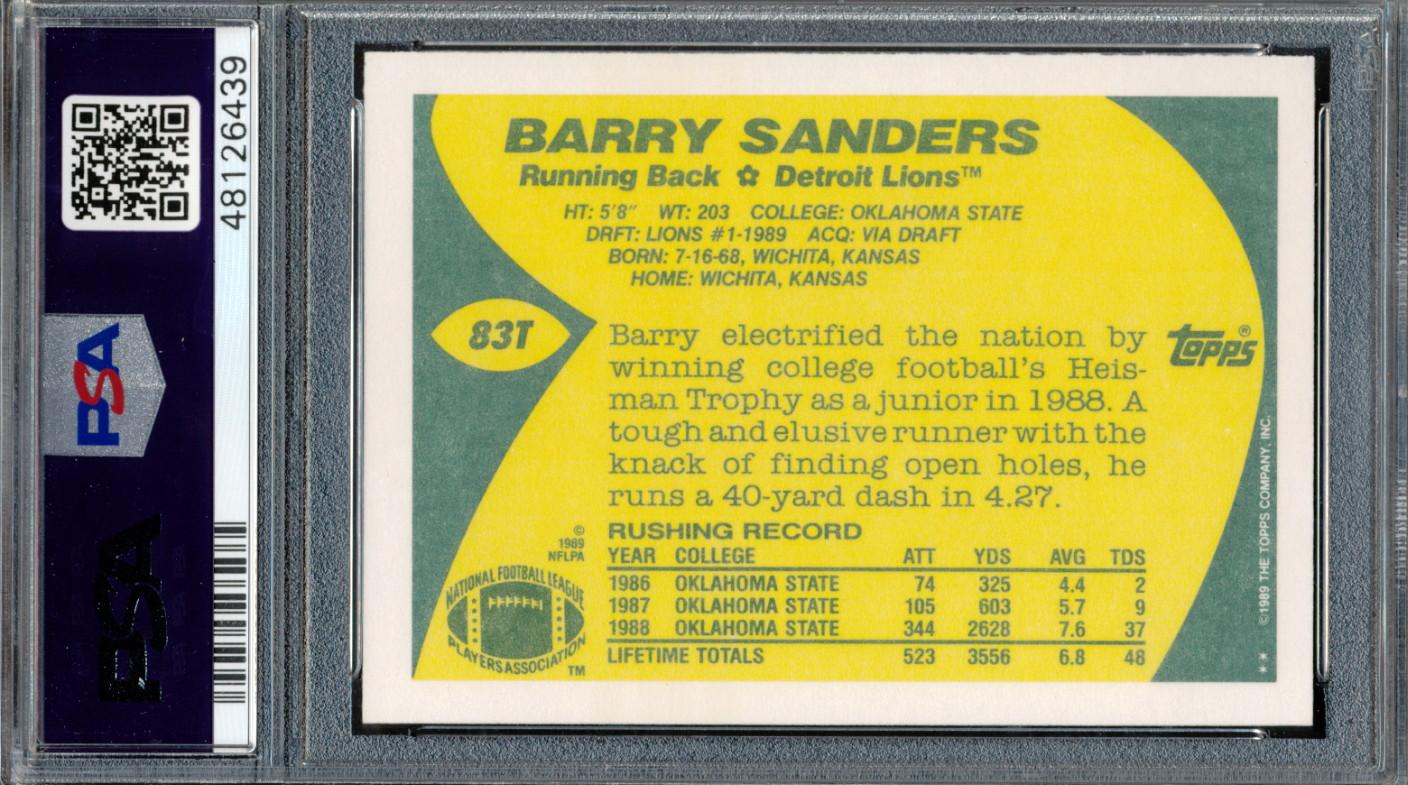 48126439
PSA
PSA
BARRY SANDERS
Running Back ✿ Detroit Lions™
HT: 5'8" WT: 203 COLLEGE: OKLAHOMA STATE
DRFT: LIONS #1-1989 ACQ: VIA DRAFT
BORN: 7-16-68, WICHITA, KANSAS
HOME: WICHITA, KANSAS
83T
Barry electrified the nation by
winning college football's Heis-
man Trophy as a junior in 1988. A
tough and elusive runner with the
knack of finding open holes, he
runs a 40-yard dash in 4.27.
topps®
©1989 THE TOPPS COMPANY, INC.
* *
©
1989
NFLPA
NATIONAL FOOTBALL LEAGUE
PLAYERS ASSOCIATION
TM
RUSHING RECORD
YEAR COLLEGE ATT YDS AVG TDS
1986 OKLAHOMA STATE 74 325 4.4 2
1987 OKLAHOMA STATE 105 603 5.7 9
1988 OKLAHOMA STATE 344 2628 7.6 37
LIFETIME TOTALS 523 3556 6.8 48
PSA